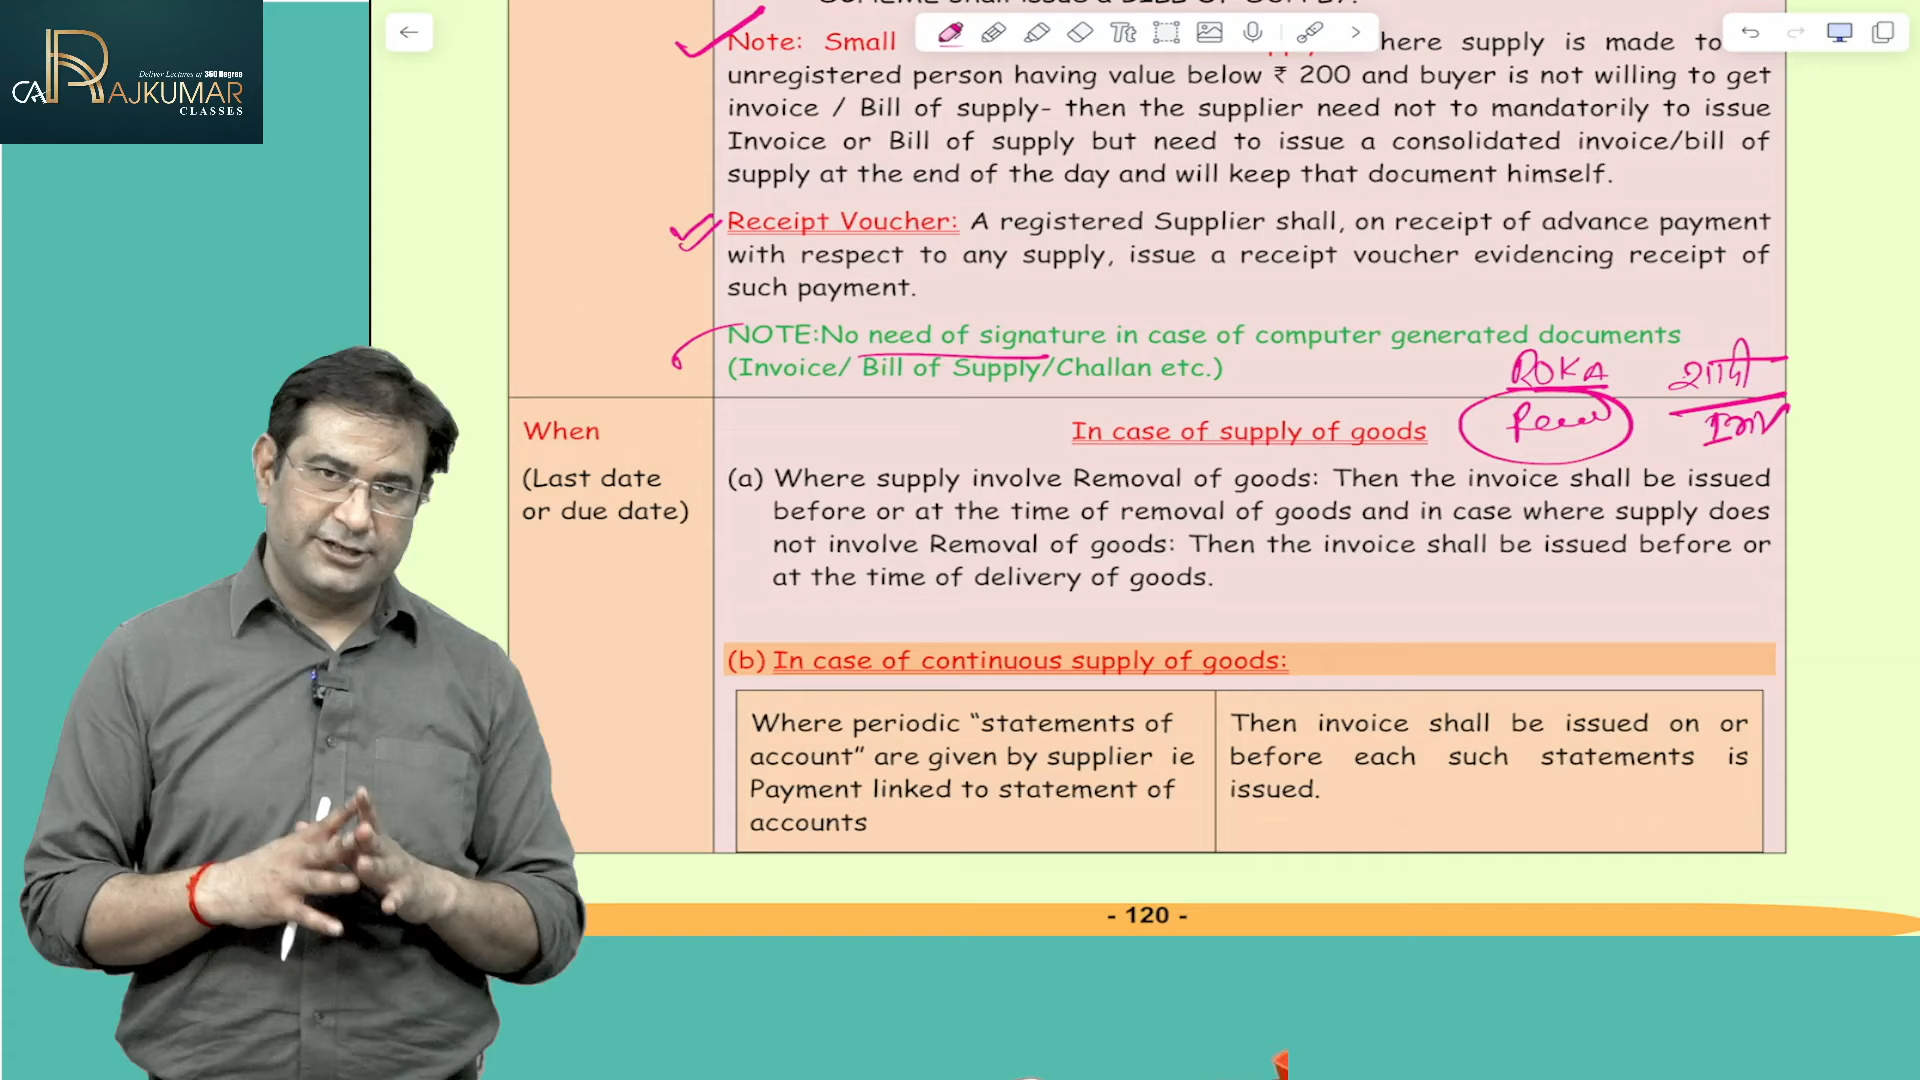 Deliver Lectures at 360 Degree
CA RAJKUMAR
CLASSES
Note: Small
here supply is made to
unregistered person having value below ₹ 200 and buyer is not willing to get
invoice / Bill of supply- then the supplier need not to mandatorily to issue
Invoice or Bill of supply but need to issue a consolidated invoice/bill of
supply at the end of the day and will keep that document himself.
Receipt Voucher: A registered Supplier shall, on receipt of advance payment
with respect to any supply, issue a receipt voucher evidencing receipt of
such payment.
NOTE:No need of signature in case of computer generated documents
(Invoice/ Bill of Supply/Challan etc.)
ROKA
शादी
Inv
When
(Last date
or due date)
In case of supply of goods
(a) Where supply involve Removal of goods: Then the invoice shall be issued
before or at the time of removal of goods and in case where supply does
not involve Removal of goods: Then the invoice shall be issued before or
at the time of delivery of goods.
(b) In case of continuous supply of goods:
Where periodic “statements of
account” are given by supplier ie
Payment linked to statement of
accounts
Then invoice shall be issued on or
before each such statements is
issued.
- 120 -